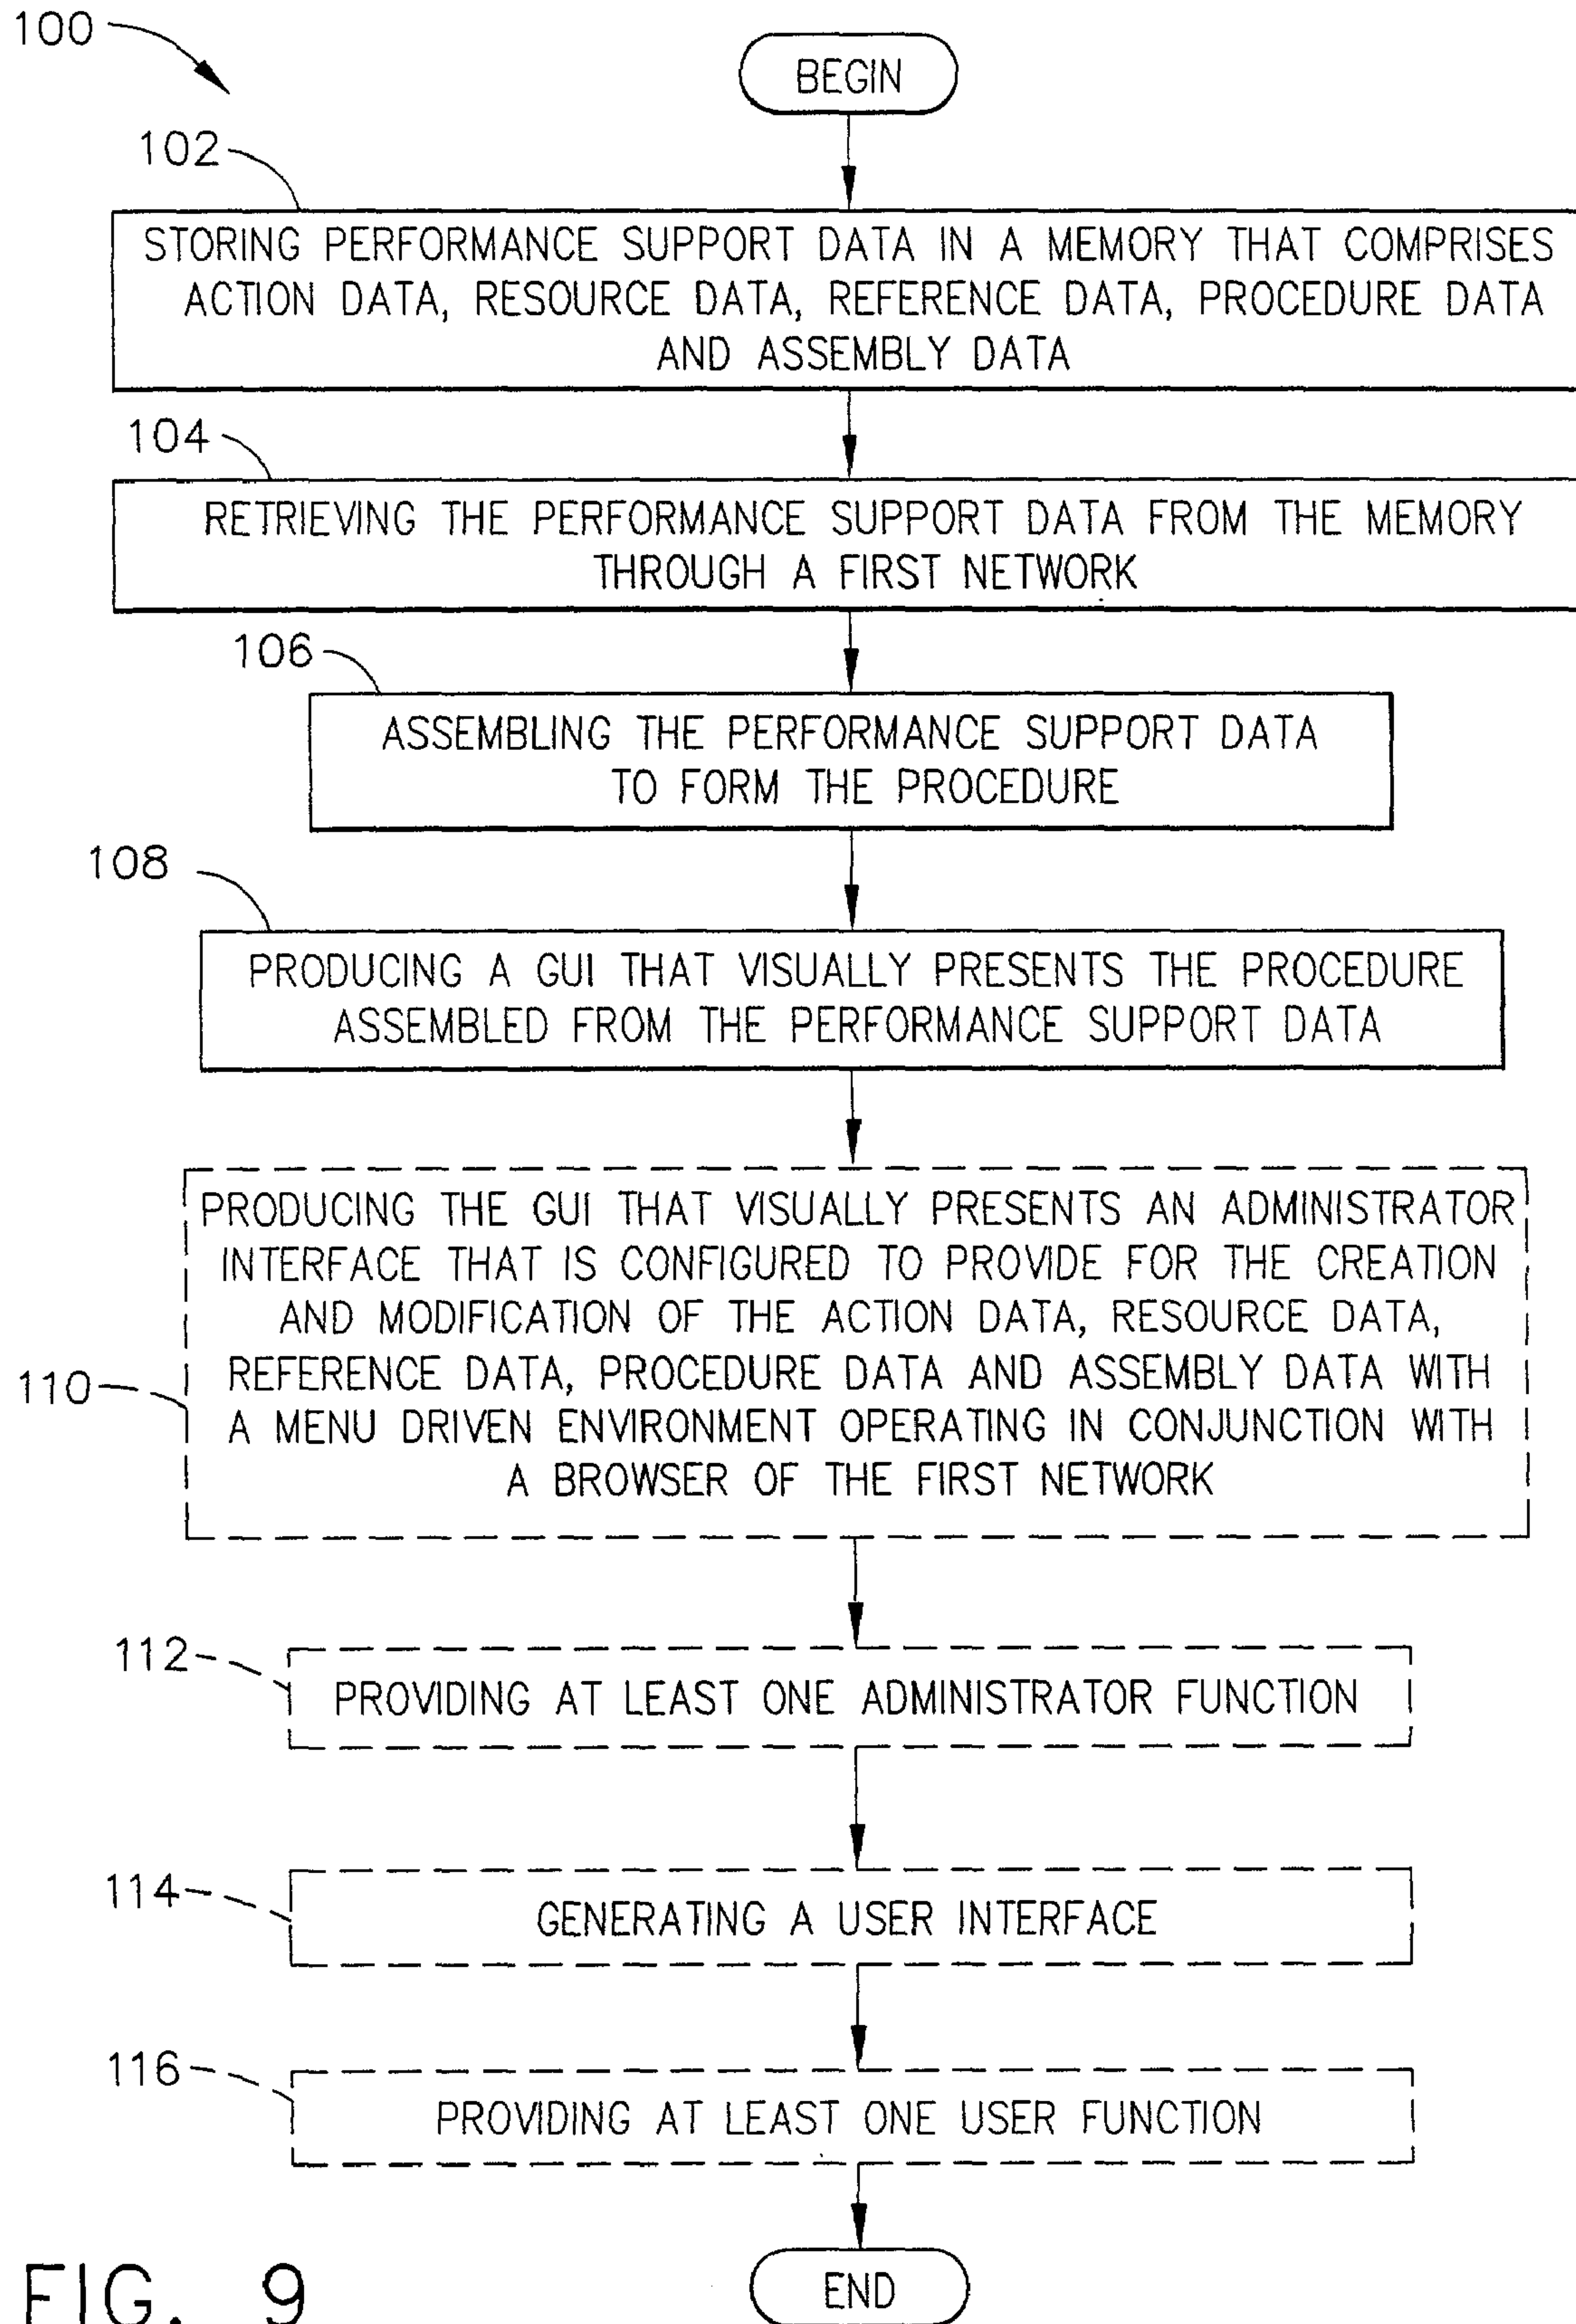 100
BEGIN
102
STORING PERFORMANCE SUPPORT DATA IN A MEMORY THAT COMPRISES
ACTION DATA, RESOURCE DATA, REFERENCE DATA, PROCEDURE DATA
AND ASSEMBLY DATA
104
RETRIEVING THE PERFORMANCE SUPPORT DATA FROM THE MEMORY
THROUGH A FIRST NETWORK
106
ASSEMBLING THE PERFORMANCE SUPPORT DATA
TO FORM THE PROCEDURE
108
PRODUCING A GUI THAT VISUALLY PRESENTS THE PROCEDURE
ASSEMBLED FROM THE PERFORMANCE SUPPORT DATA
110
PRODUCING THE GUI THAT VISUALLY PRESENTS AN ADMINISTRATOR
INTERFACE THAT IS CONFIGURED TO PROVIDE FOR THE CREATION
AND MODIFICATION OF THE ACTION DATA, RESOURCE DATA,
REFERENCE DATA, PROCEDURE DATA AND ASSEMBLY DATA WITH
A MENU DRIVEN ENVIRONMENT OPERATING IN CONJUNCTION WITH
A BROWSER OF THE FIRST NETWORK
112
PROVIDING AT LEAST ONE ADMINISTRATOR FUNCTION
114
GENERATING A USER INTERFACE
116
PROVIDING AT LEAST ONE USER FUNCTION
END
FIG. 9